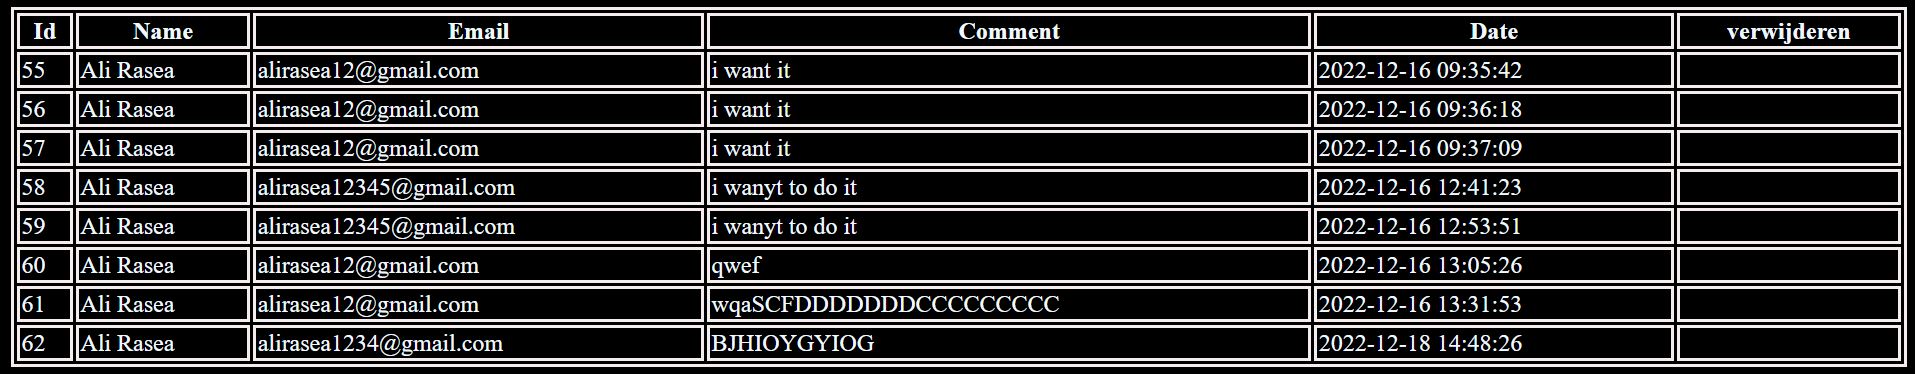 Id Name Email Comment Date verwijderen
55 Ali Rasea alirasea12@gmail.com i want it 2022-12-16 09:35:42
56 Ali Rasea alirasea12@gmail.com i want it 2022-12-16 09:36:18
57 Ali Rasea alirasea12@gmail.com i want it 2022-12-16 09:37:09
58 Ali Rasea alirasea12345@gmail.com i wanyt to do it 2022-12-16 12:41:23
59 Ali Rasea alirasea12345@gmail.com i wanyt to do it 2022-12-16 12:53:51
60 Ali Rasea alirasea12@gmail.com qwef 2022-12-16 13:05:26
61 Ali Rasea alirasea12@gmail.com wqaSCFDDDDDDDCCCCCCCCC 2022-12-16 13:31:53
62 Ali Rasea alirasea1234@gmail.com BJHIOYGYIOG 2022-12-18 14:48:26